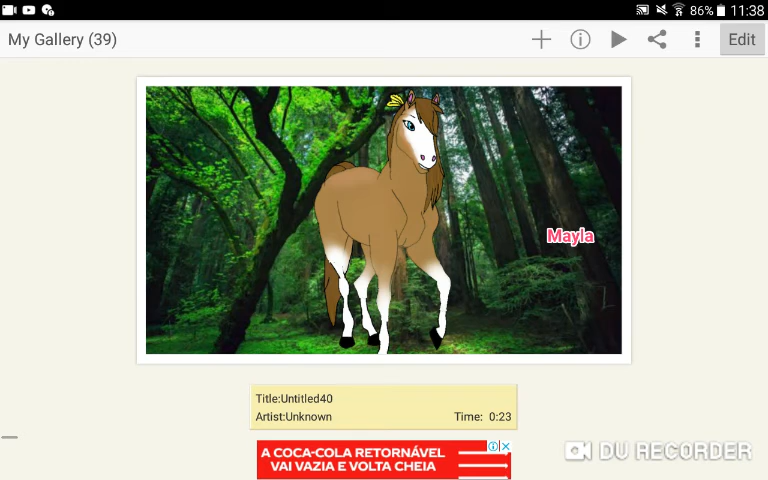 86% 11:38
My Gallery (39)
Edit
Mayla
Title:Untitled40
Artist:Unknown Time: 0:23
A COCA-COLA RETORNÁVEL
VAI VAZIA E VOLTA CHEIA
DU RECORDER